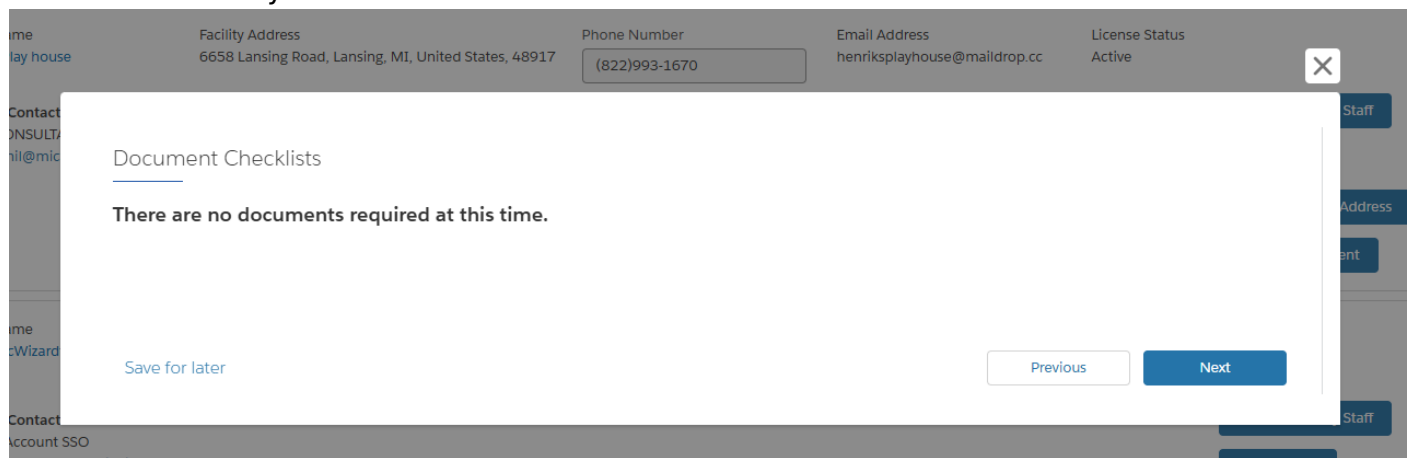 Facility Address
Phone Number
Email Address
License Status
lay house
6658 Lansing Road, Lansing, MI, United States, 48917
(822)993-1670
henriksplayhouse@maildrop.cc
Active
Contact
Staff
Document Checklists
There are no documents required at this time.
Address
Save for later
Previous
Next
Contact
Staff
Account SSO